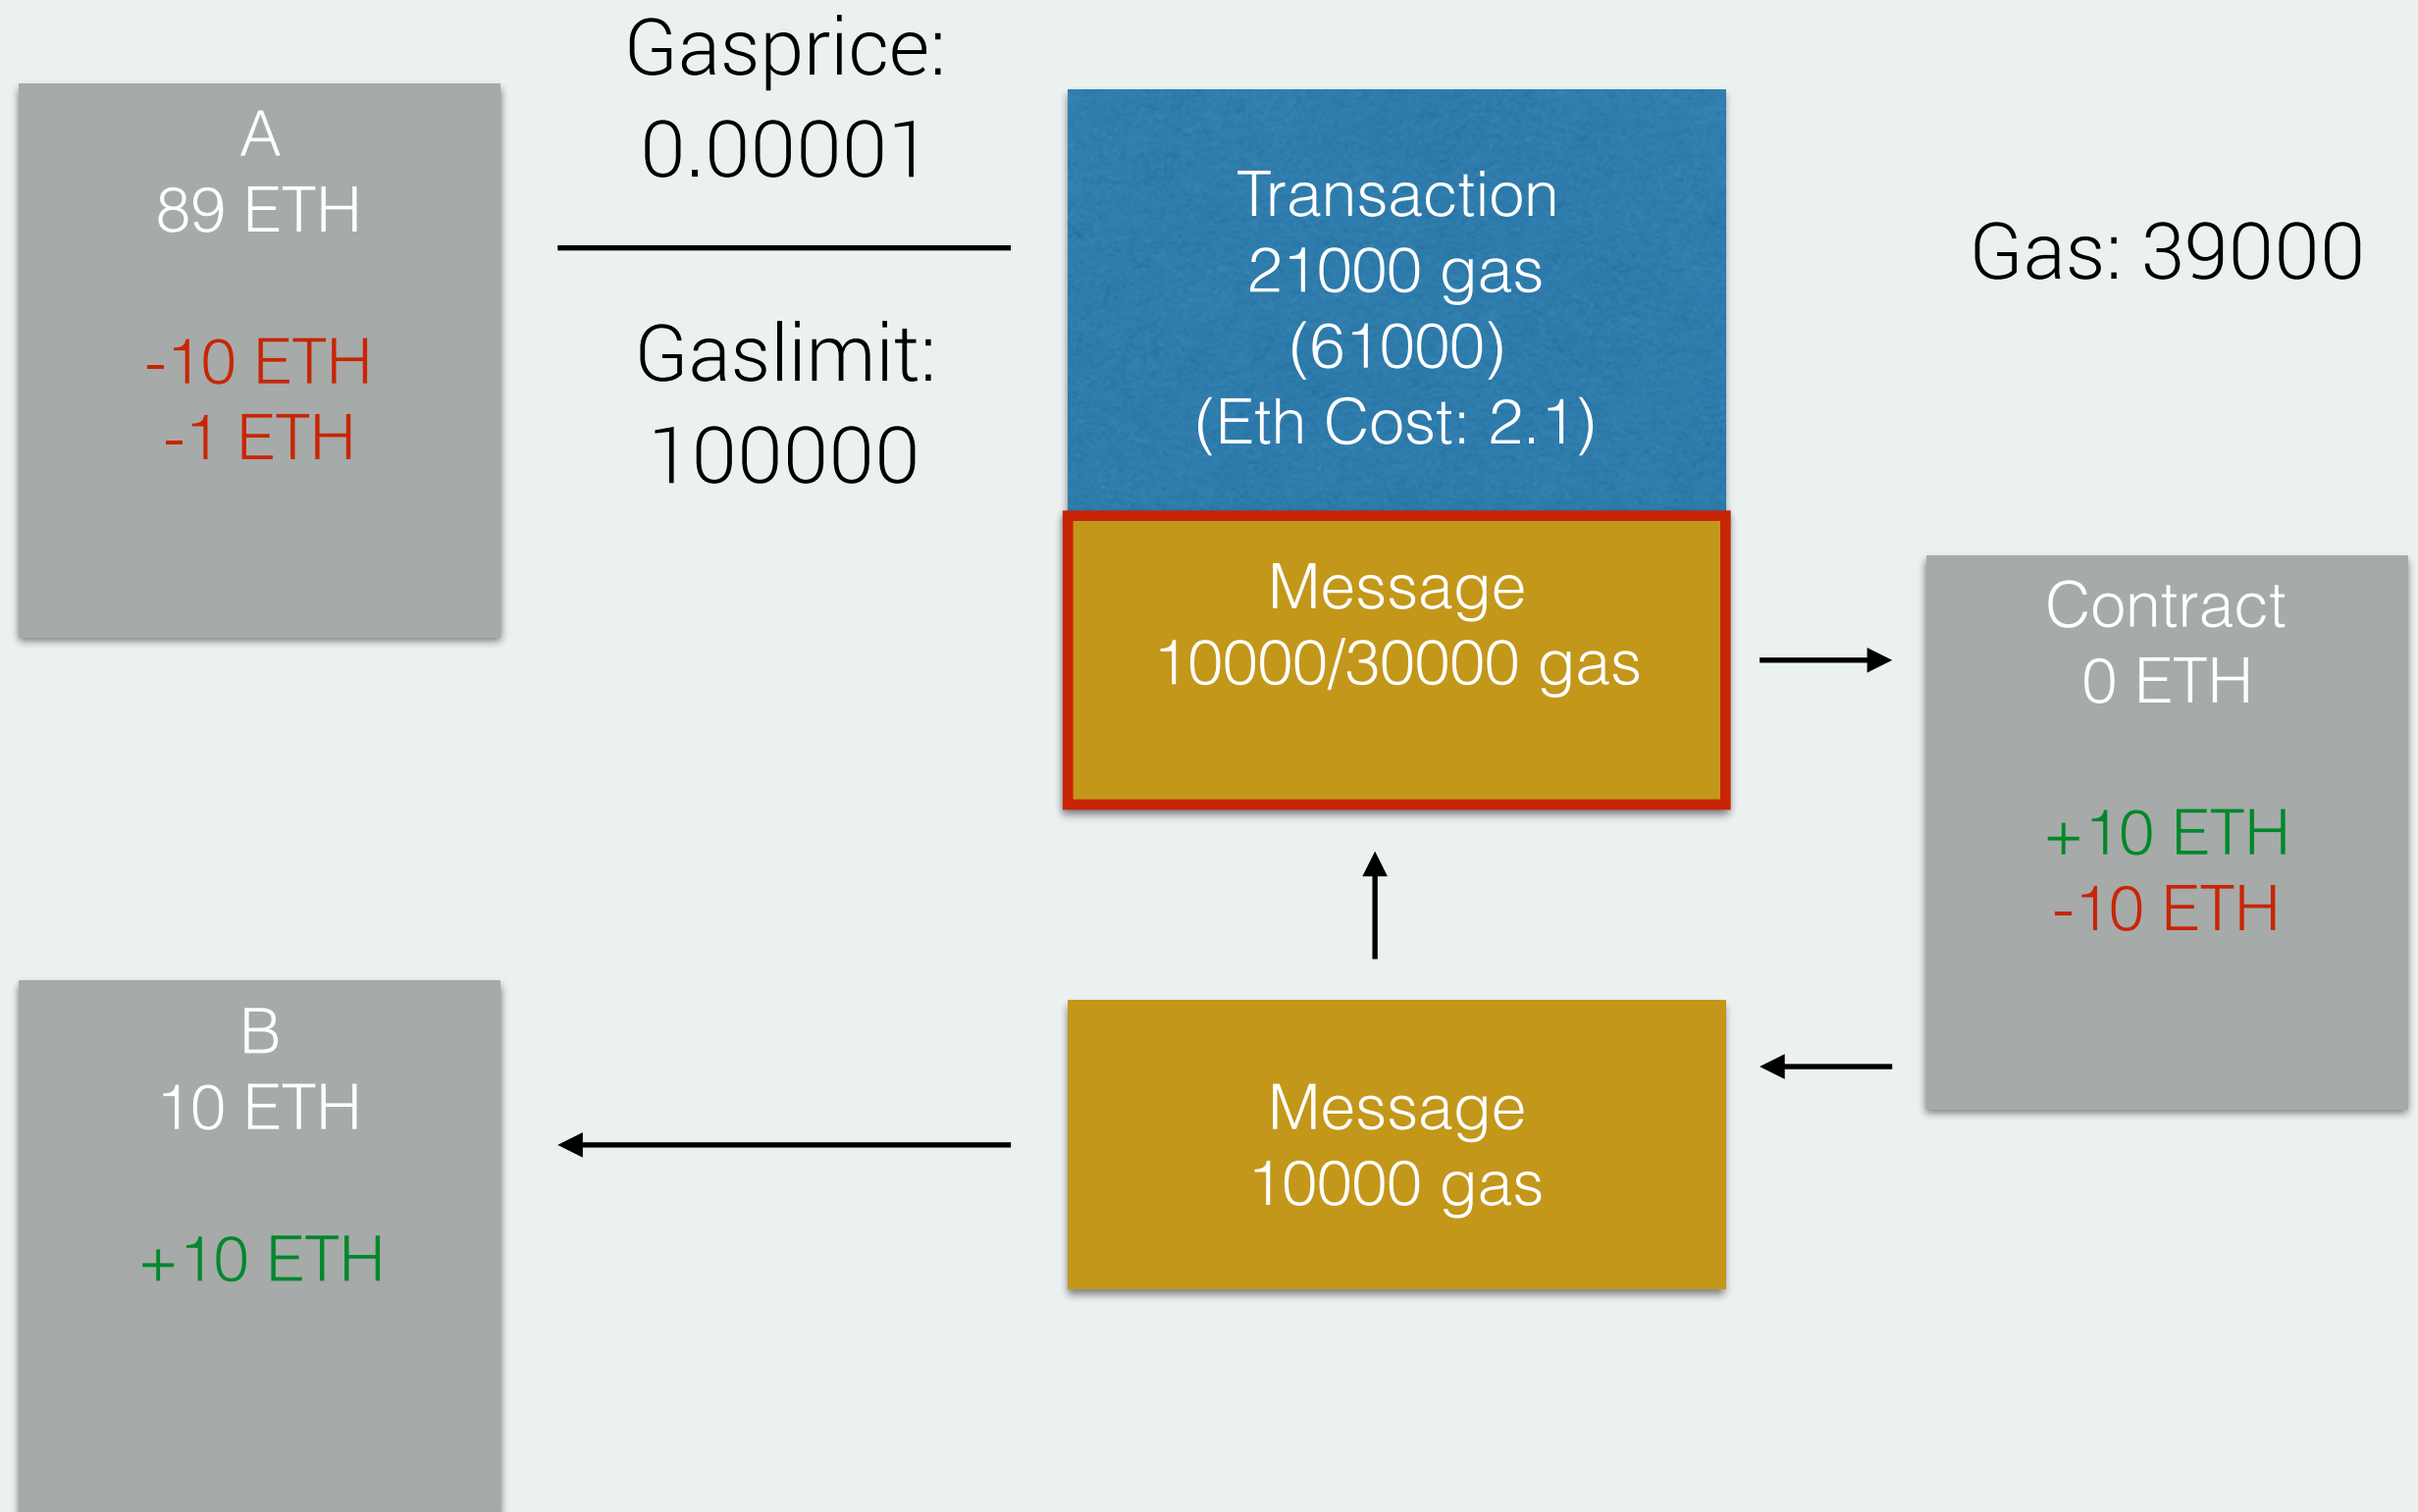 A
89 ETH
-10 ETH
-1 ETH
Gasprice:
0.00001
Gaslimit:
100000
Transaction
21000 gas
(61000)
(Eth Cost: 2.1)
Gas: 39000
Message
10000/30000 gas
Contract
0 ETH
+10 ETH
-10 ETH
B
10 ETH
+10 ETH
Message
10000 gas